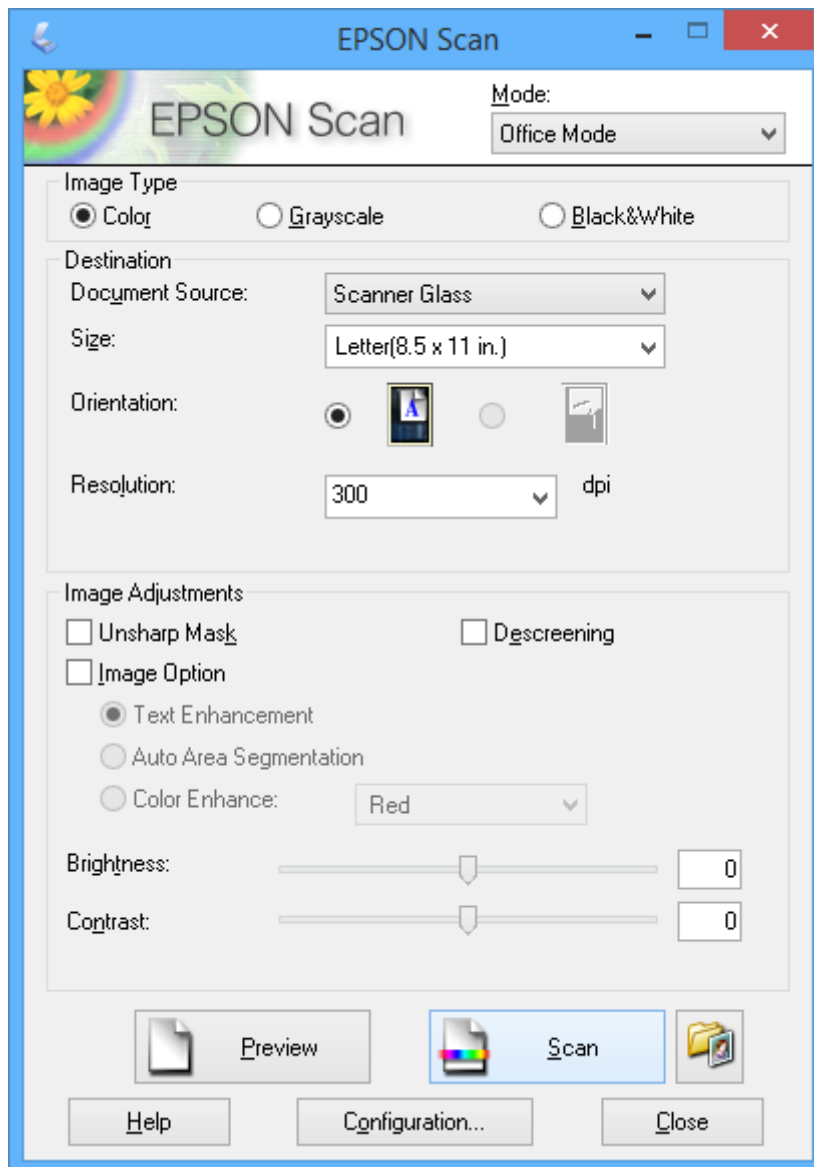 EPSON Scan
EPSON Scan
Mode:
Office Mode
Image Type
Color
Grayscale
Black&White
Destination
Document Source:
Scanner Glass
Size:
Letter(8.5 x 11 in.)
Orientation:
A
Resolution:
300
dpi
Image Adjustments
Unsharp Mask
Descreening
Image Option
Text Enhancement
Auto Area Segmentation
Color Enhance:
Red
Brightness:
0
Contrast:
0
Preview
Scan
Help
Configuration...
Close